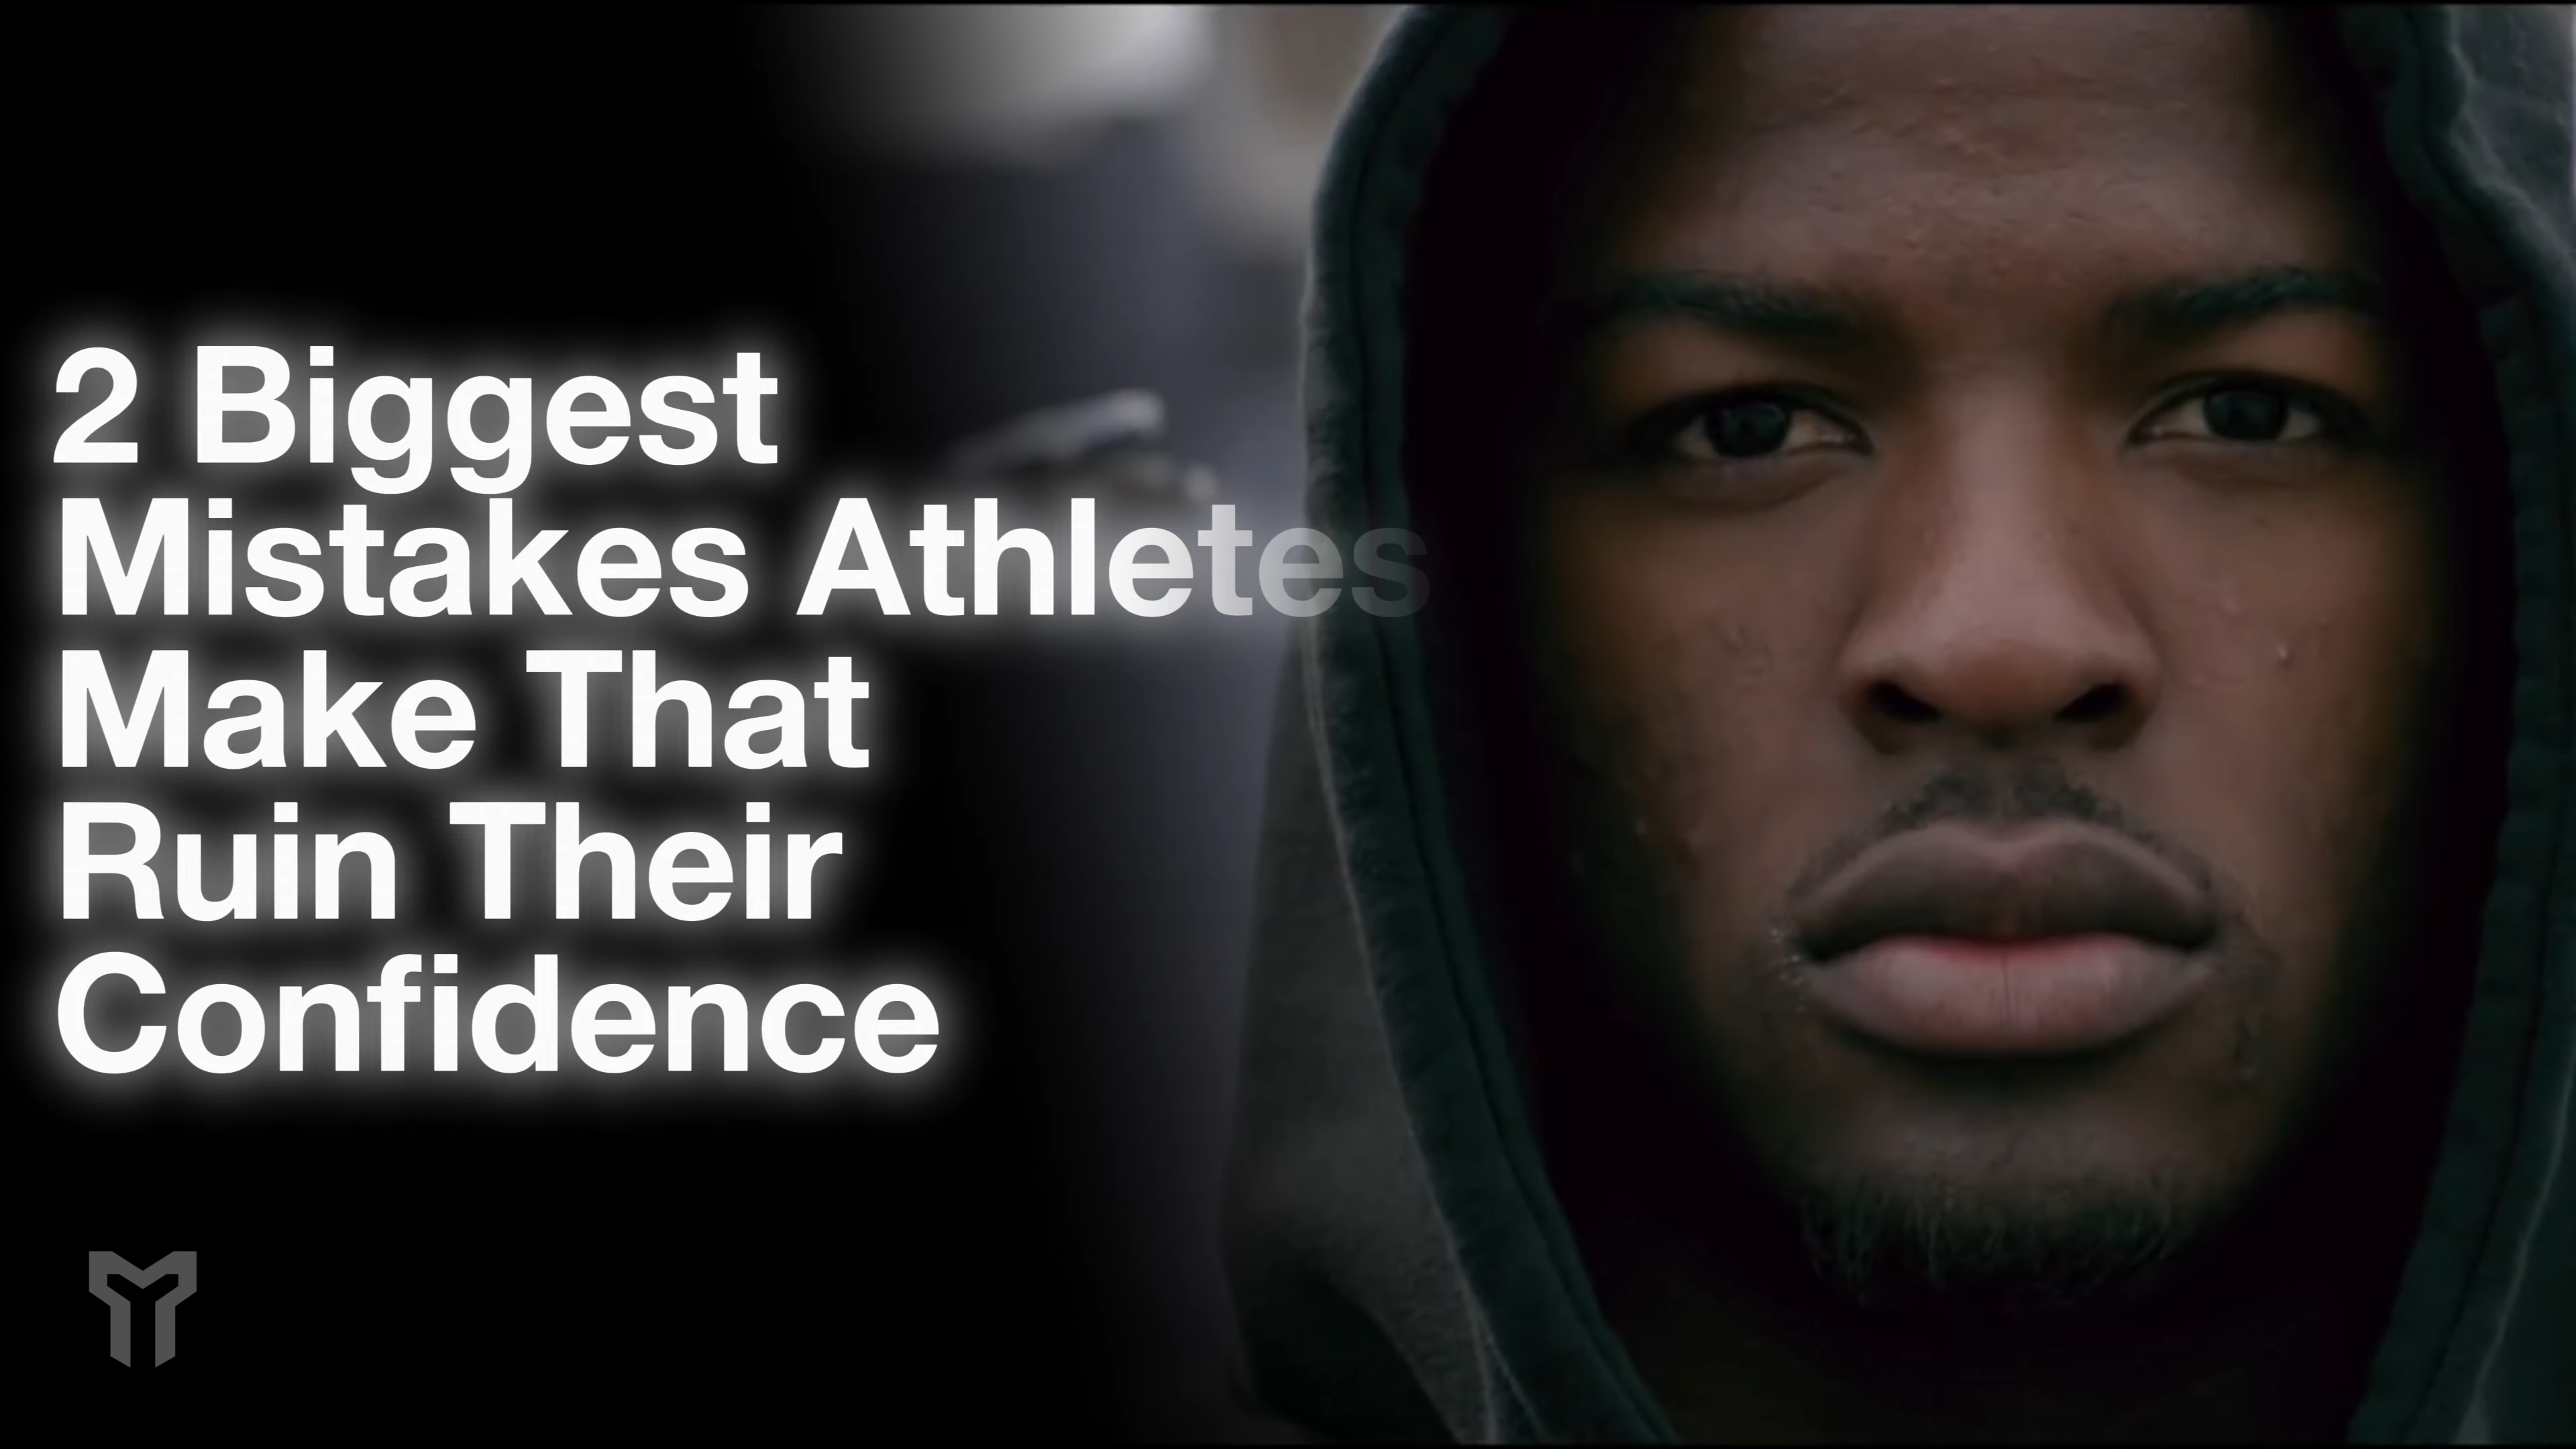 2 Biggest
Mistakes Athletes
Make That
Ruin Their
Confidence